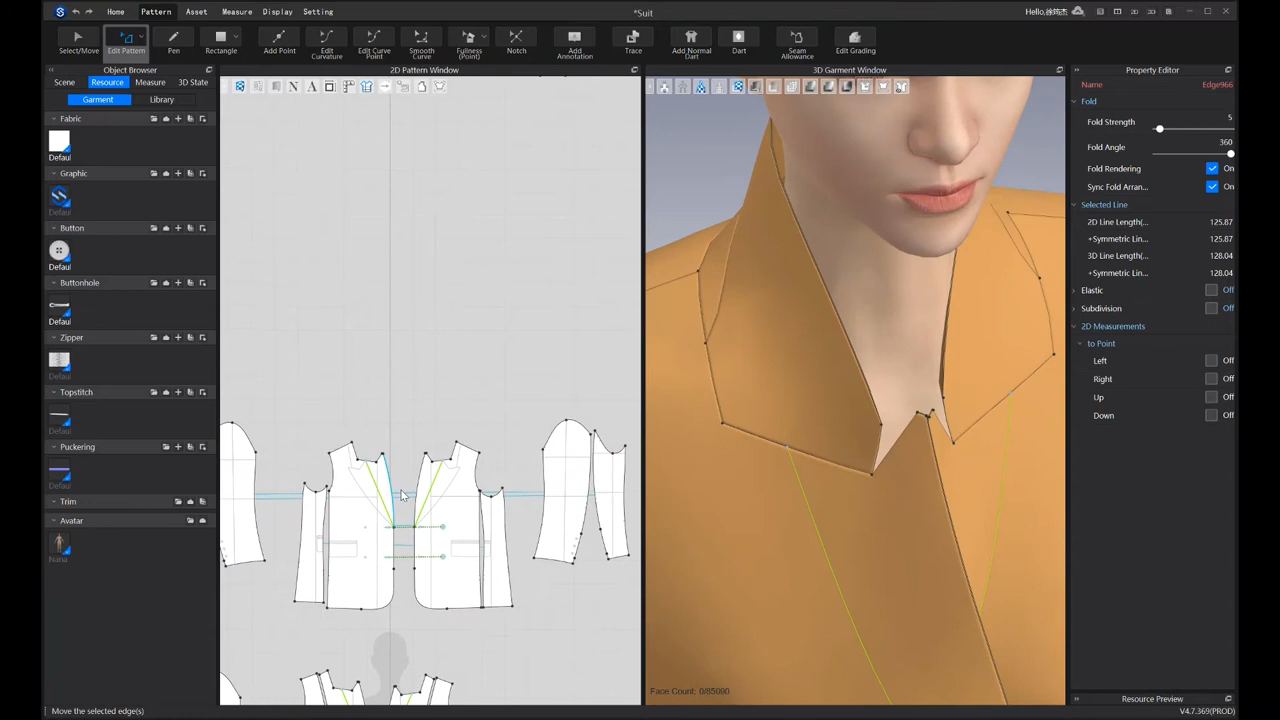 Home Pattern Asset Measure Display Setting
*Suit
Hello,徐筠杰
Select/Move Edit Pattern Pen Rectangle Add Point Edit Curvature Edit Curve Point Smooth Curve Fullness (Point) Notch Add Annotation Trace Add Normal Dart Dart Seam Allowance Edit Grading
Object Browser
2D Pattern Window
3D Garment Window
Property Editor
Scene Resource Measure 3D State
Garment Library
Fabric
Defaul
Graphic
Defaul
Button
Defaul
Buttonhole
Defaul
Zipper
Defaul
Topstitch
Defaul
Puckering
Defaul
Trim
Avatar
Nana
Name Edge966
Fold
Fold Strength 5
Fold Angle 360
Fold Rendering On
Sync Fold Arran... On
Selected Line
2D Line Length(... 125.87
+Symmetric Lin... 125.87
3D Line Length(... 128.04
+Symmetric Lin... 128.04
Elastic Off
Subdivision Off
2D Measurements
to Point
Left Off
Right Off
Up Off
Down Off
Face Count: 0/85090
Resource Preview
Move the selected edge(s)
V4.7.369(PROD)